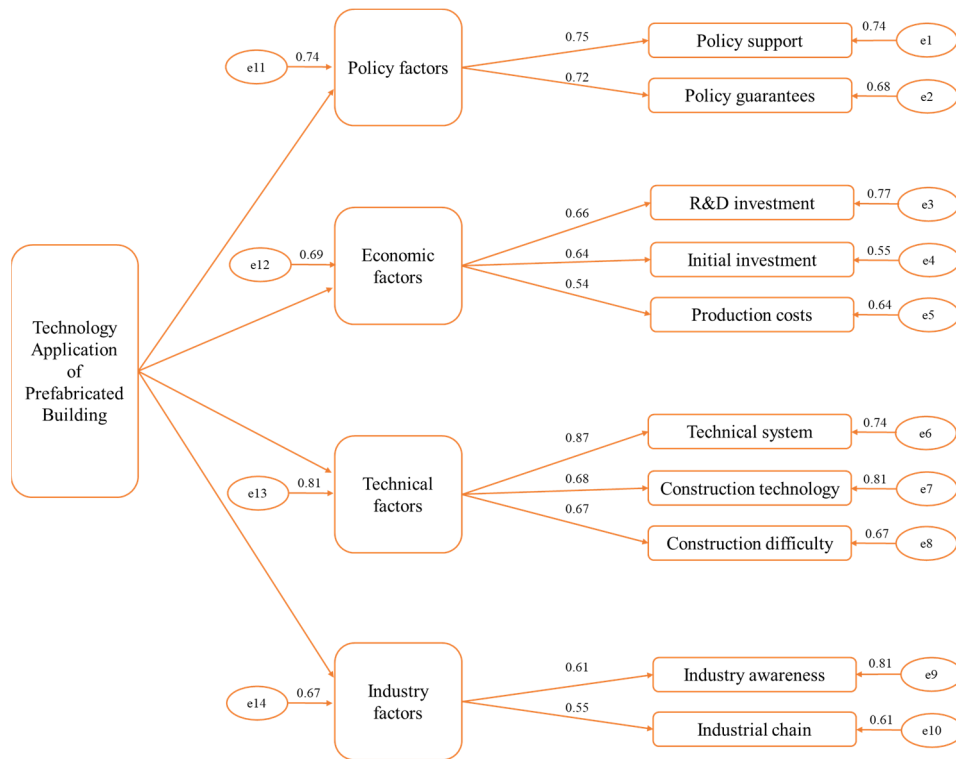 Technology
Application
of
Prefabricated
Building
e11
0.74
Policy factors
0.75
Policy support
0.74
e1
0.72
Policy guarantees
0.68
e2
e12
0.69
Economic
factors
0.66
R&D investment
0.77
e3
0.64
Initial investment
0.55
e4
0.54
Production costs
0.64
e5
e13
0.81
Technical
factors
0.87
Technical system
0.74
e6
0.68
Construction technology
0.81
e7
0.67
Construction difficulty
0.67
e8
e14
0.67
Industry
factors
0.61
Industry awareness
0.81
e9
0.55
Industrial chain
0.61
e10